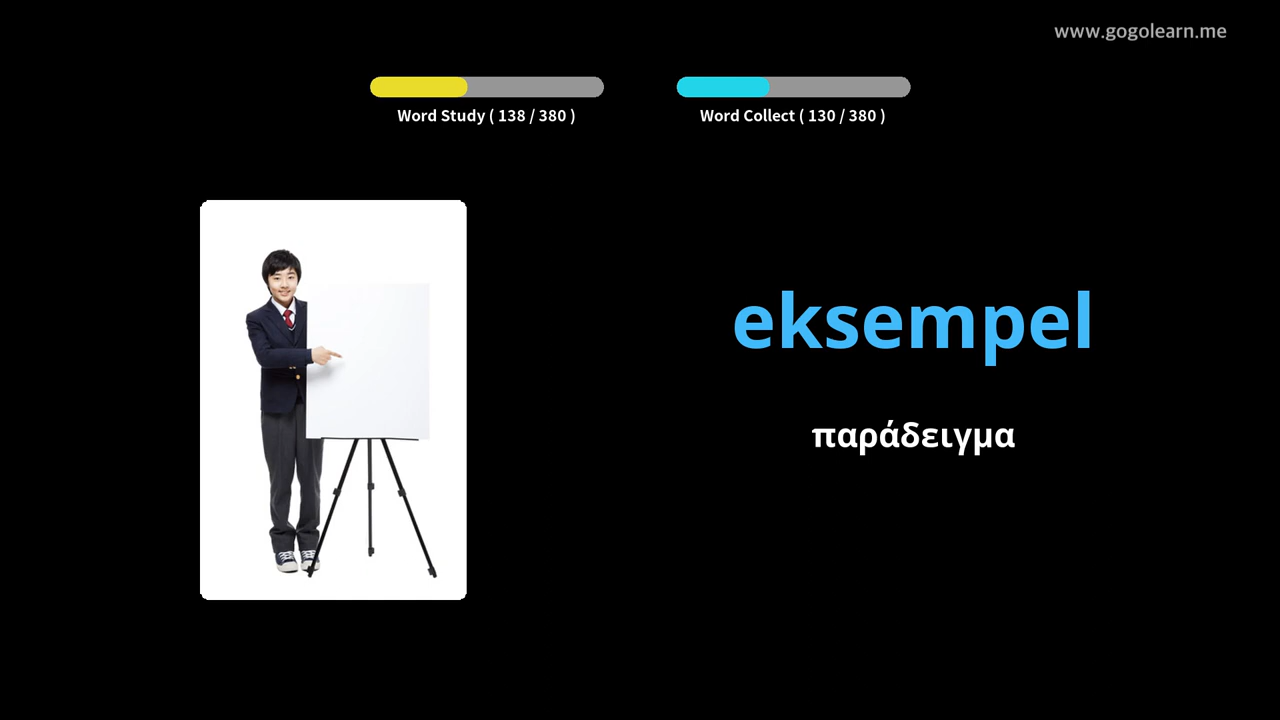 www.gogolearn.me
Word Study ( 138 / 380 )
Word Collect ( 130 / 380 )
eksempel
παράδειγμα